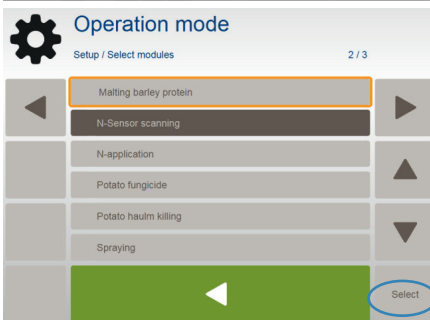 Operation mode
Setup / Select modules 2 / 3
Malting barley protein
N-Sensor scanning
N-application
Potato fungicide
Potato haulm killing
Spraying
Select